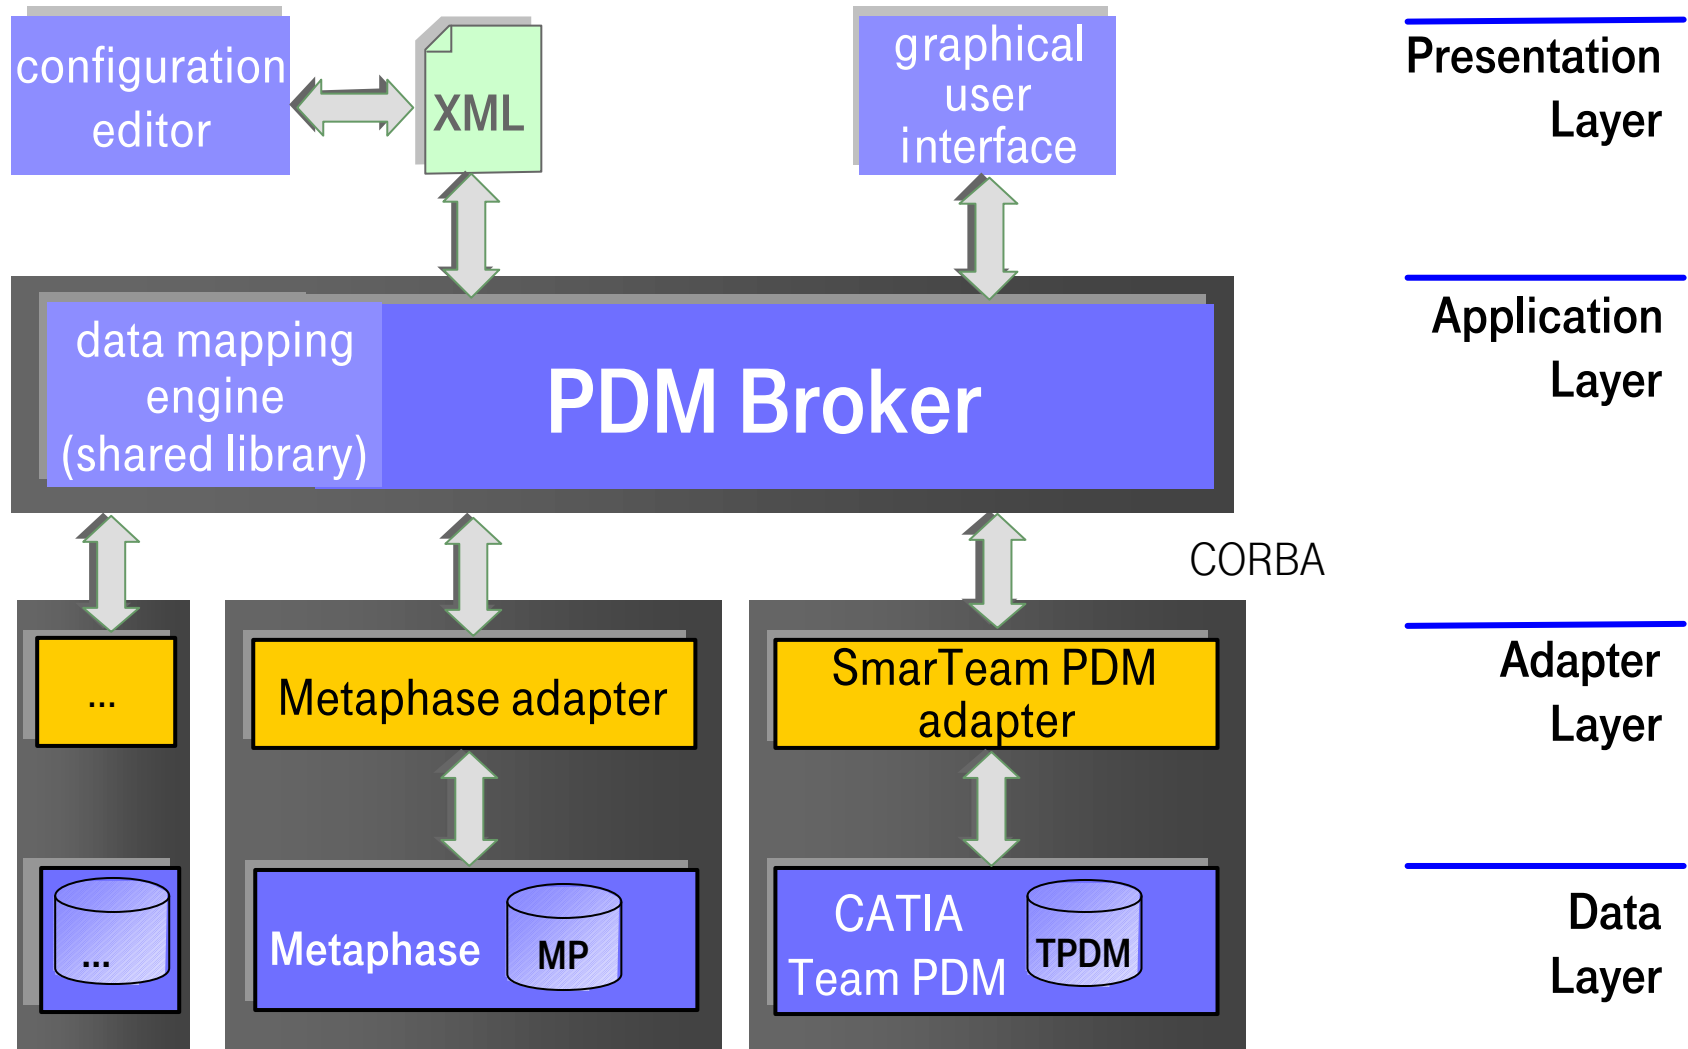 configuration
editor
XML
graphical
user
interface
Presentation
Layer
data mapping
engine
(shared library)
PDM Broker
Application
Layer
CORBA
...
Metaphase adapter
SmarTeam PDM
adapter
Adapter
Layer
...
Metaphase
MP
CATIA
Team PDM
TPDM
Data
Layer